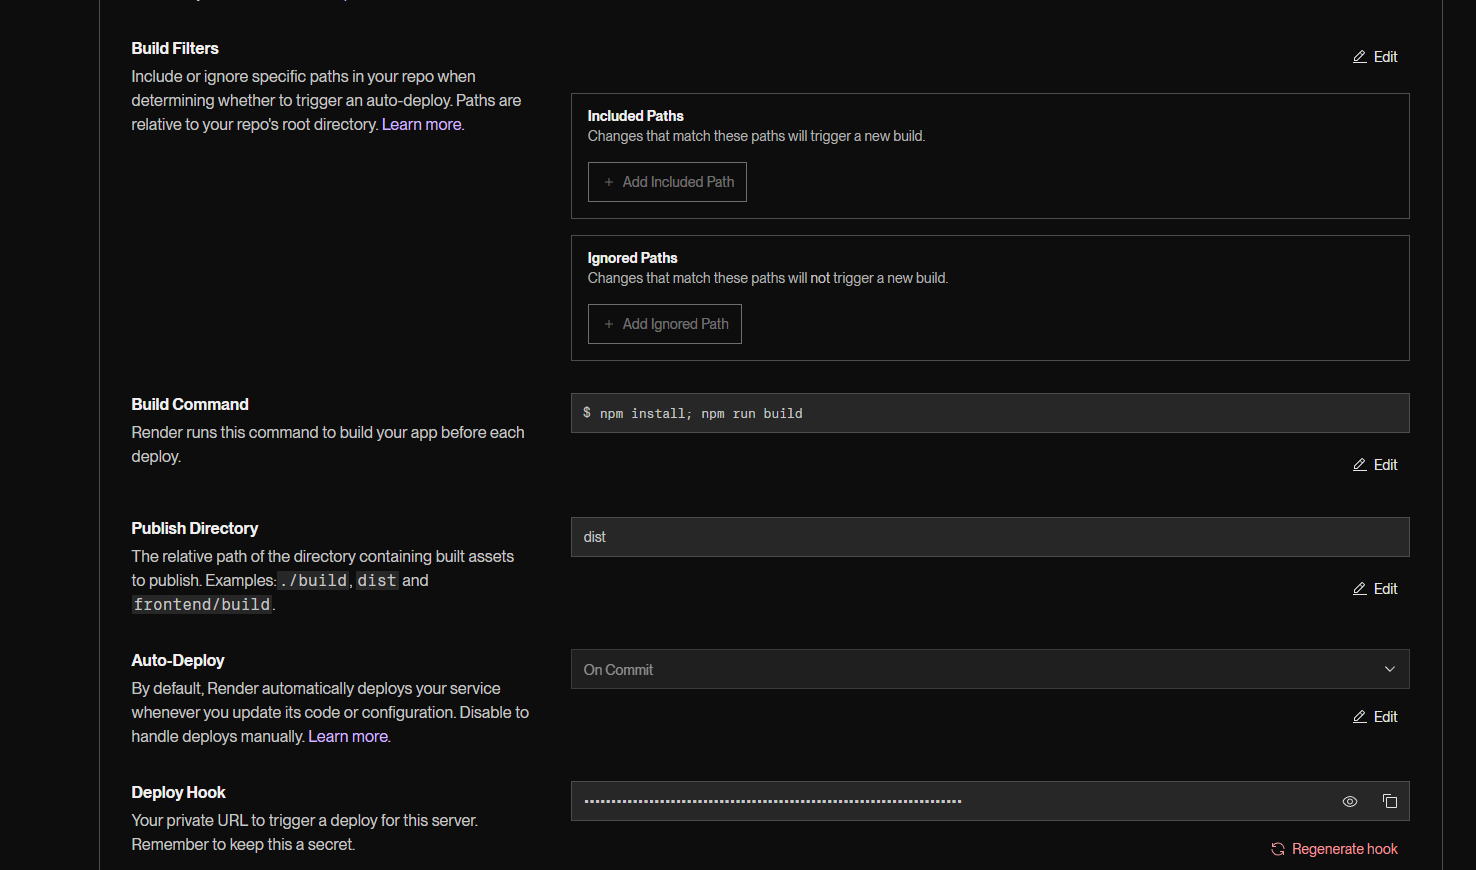 Build Filters
Include or ignore specific paths in your repo when
determining whether to trigger an auto-deploy. Paths are
relative to your repo's root directory. Learn more.
Edit
Included Paths
Changes that match these paths will trigger a new build.
+ Add Included Path
Ignored Paths
Changes that match these paths will not trigger a new build.
+ Add Ignored Path
Build Command
Render runs this command to build your app before each
deploy.
$ npm install; npm run build
Edit
Publish Directory
The relative path of the directory containing built assets
to publish. Examples: ./build, dist and
frontend/build.
dist
Edit
Auto-Deploy
By default, Render automatically deploys your service
whenever you update its code or configuration. Disable to
handle deploys manually. Learn more.
On Commit
Edit
Deploy Hook
Your private URL to trigger a deploy for this server.
Remember to keep this a secret.
Regenerate hook